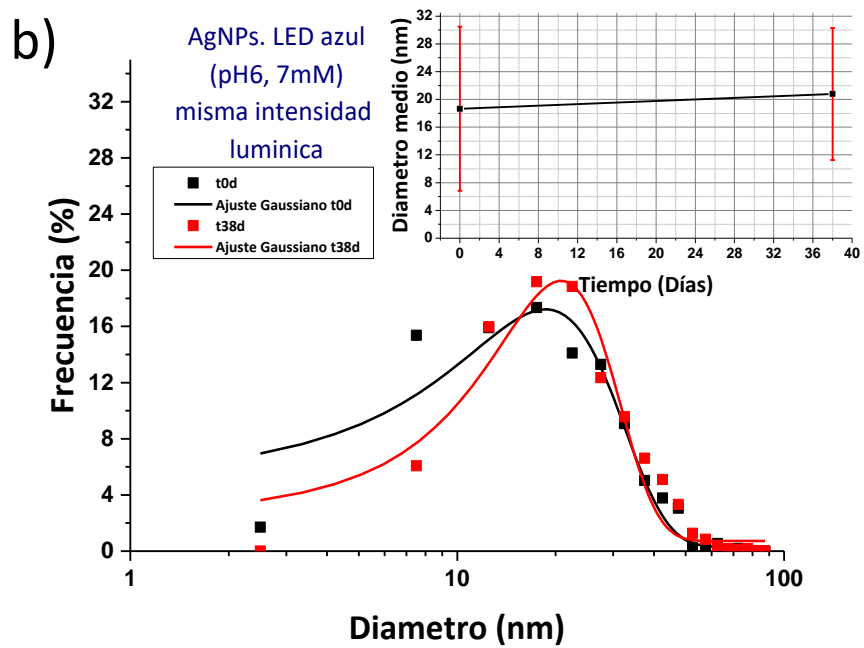 b)
AgNPs. LED azul
(pH6, 7mM)
misma intensidad
luminica
t0d
Ajuste Gaussiano t0d
t38d
Ajuste Gaussiano t38d
Frecuencia (%)
32
28
24
20
16
12
8
4
0
1
10
100
Diametro (nm)
Diametro medio (nm)
32
28
24
20
16
12
8
4
0
0
4
8
12
16
20
24
28
32
36
40
Tiempo (Días)